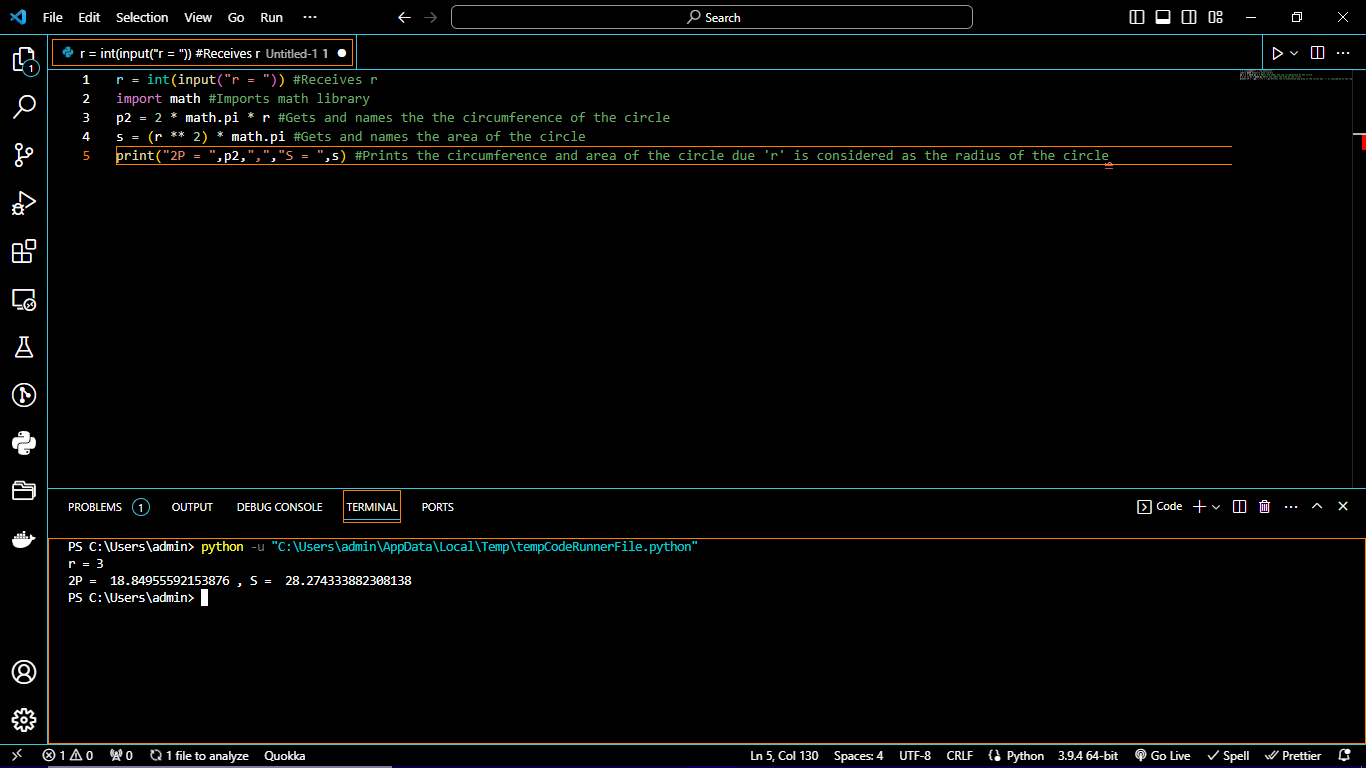 File Edit Selection View Go Run ··· Search
1
r = int(input("r = ")) #Receives r Untitled-1 1
1 r = int(input("r = ")) #Receives r
2 import math #Imports math library
3 p2 = 2 * math.pi * r #Gets and names the the circumference of the circle
4 s = (r ** 2) * math.pi #Gets and names the area of the circle
5 print("2P = ",p2,",","S = ",s) #Prints the circumference and area of the circle due 'r' is considered as the radius of the circle
PROBLEMS 1 OUTPUT DEBUG CONSOLE TERMINAL PORTS Code
PS C:\Users\admin> python -u "C:\Users\admin\AppData\Local\Temp\tempCodeRunnerFile.python"
r = 3
2P =  18.84955592153876 , S =  28.274333882308138
PS C:\Users\admin>
1 0 0 1 file to analyze Quokka Ln 5, Col 130 Spaces: 4 UTF-8 CRLF Python 3.9.4 64-bit Go Live Spell Prettier